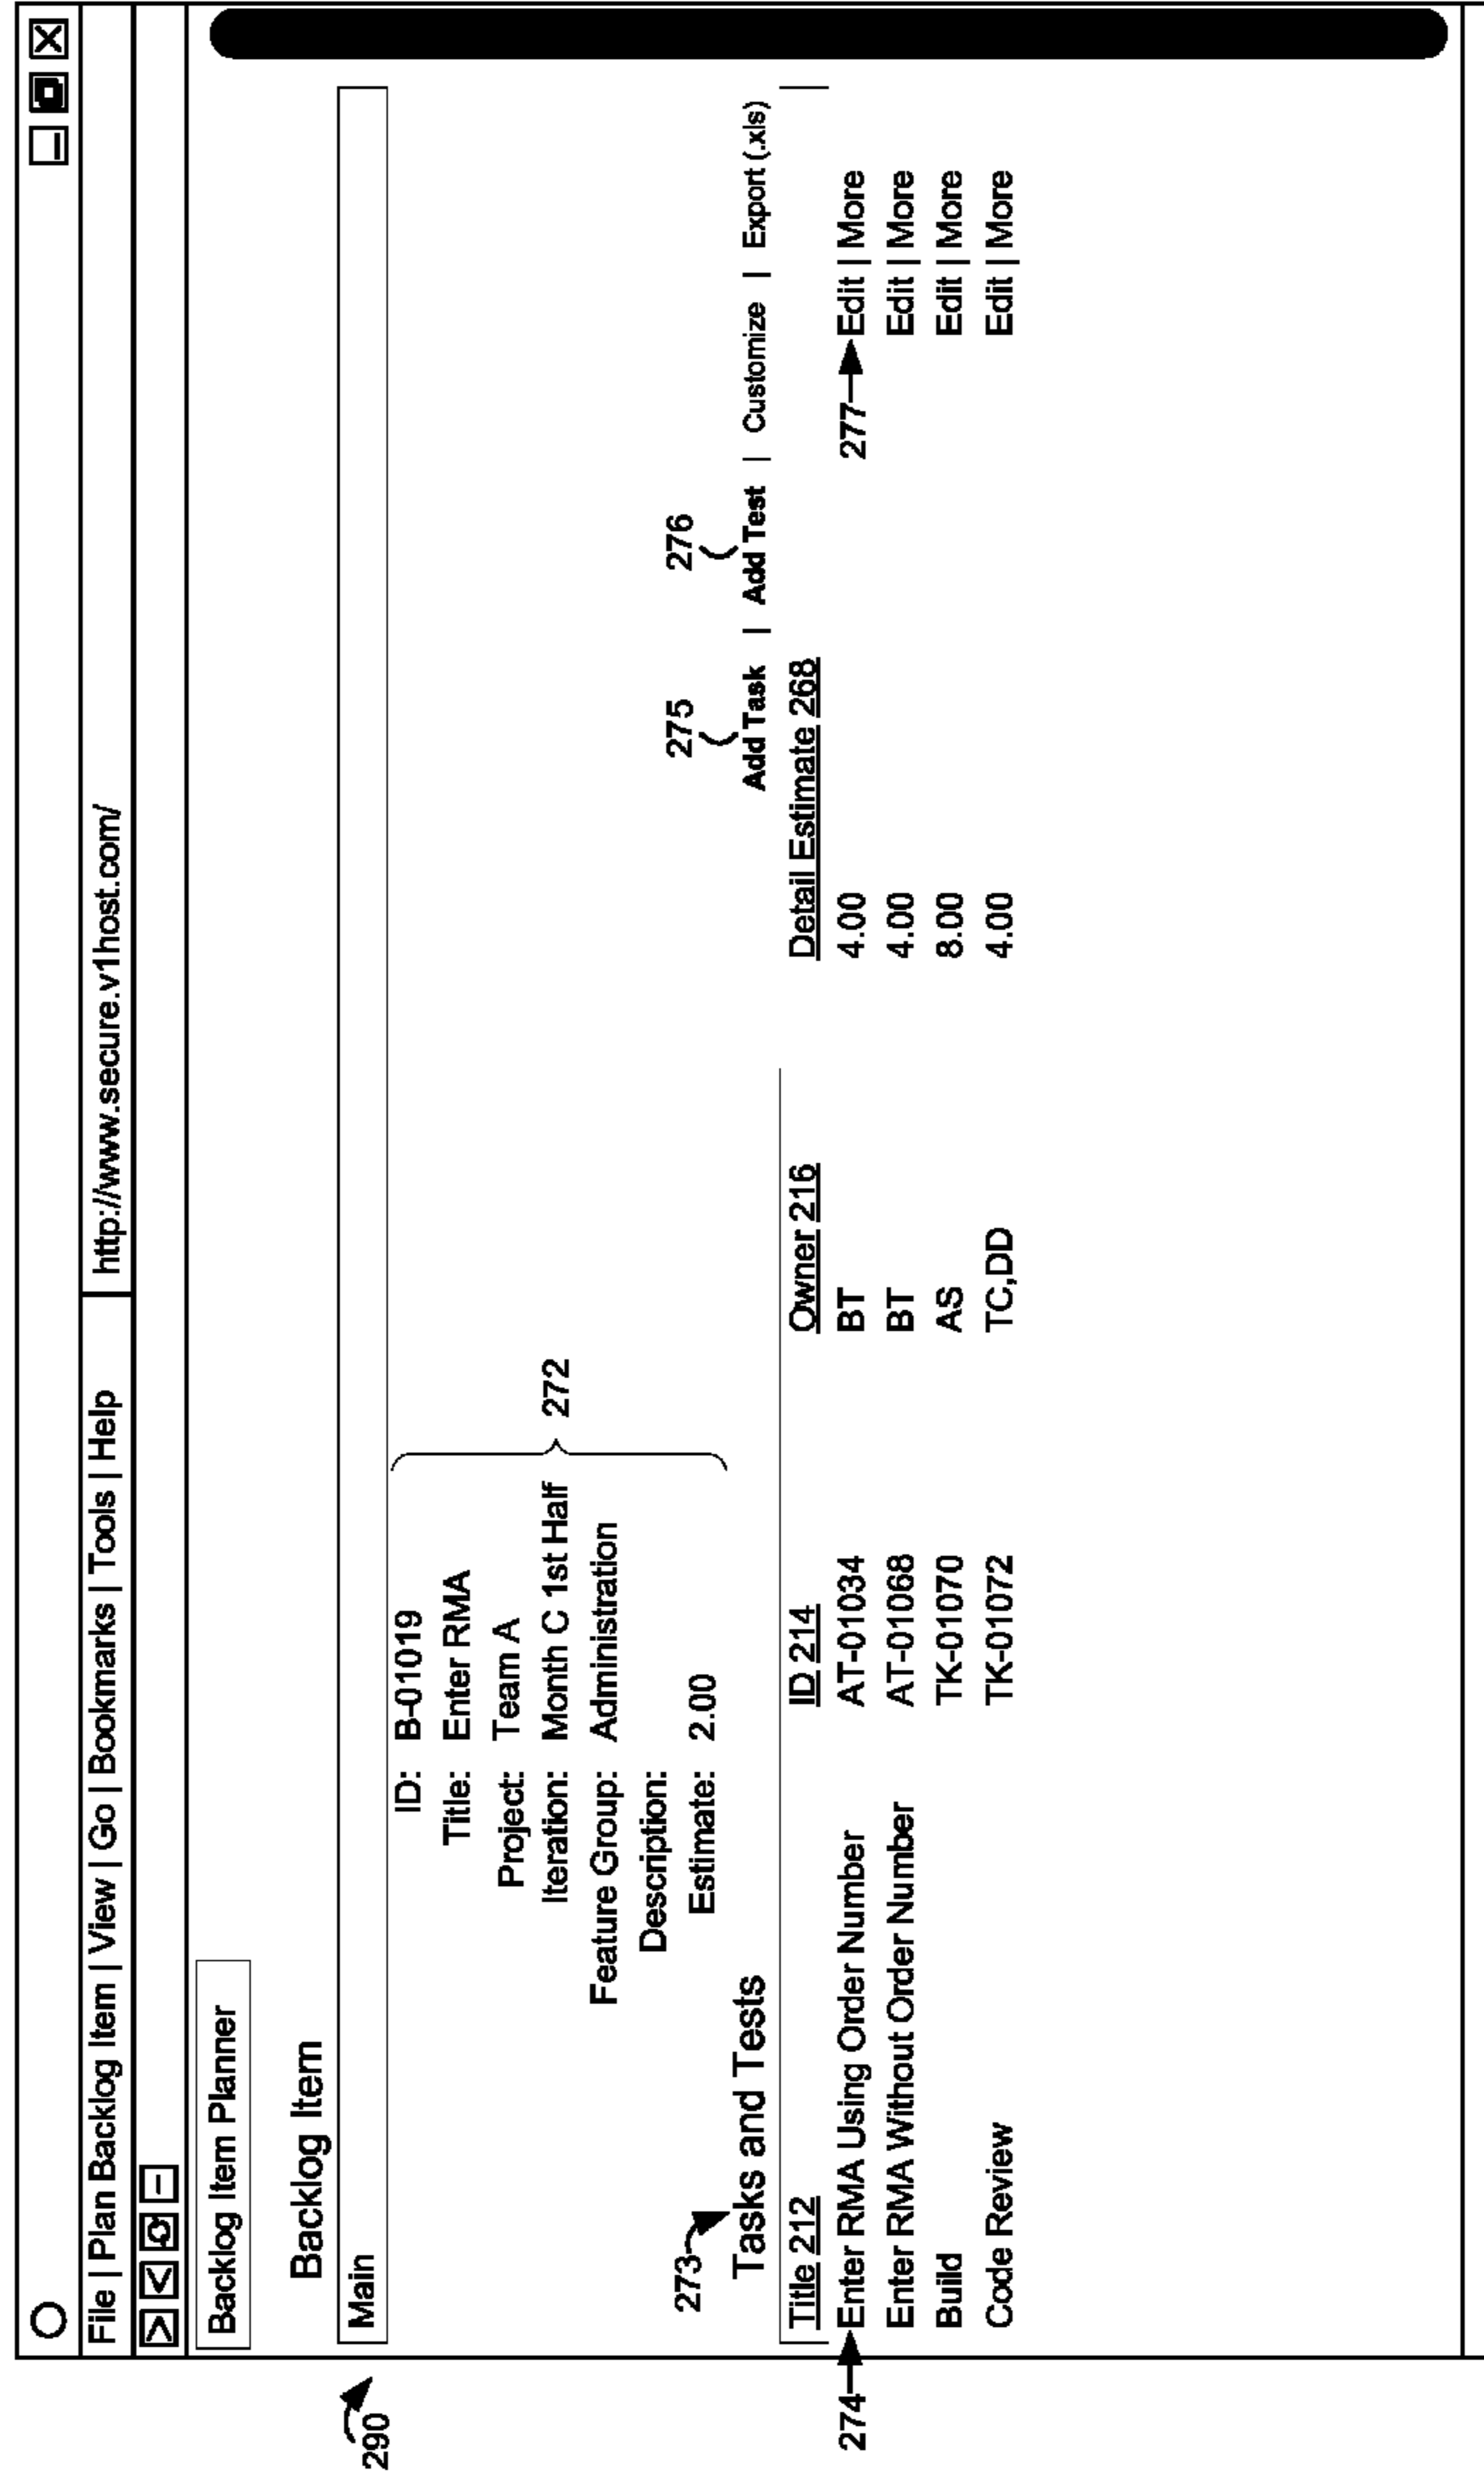 File | Plan Backlog Item | View | Go | Bookmarks | Tools | Help http://www.secure.v1host.com/
Backlog Item Planner
Backlog Item
290
Main
ID: B-01019
Title: Enter RMA
Project: Team A
Iteration: Month C 1st Half
272
Feature Group: Administration
Description:
Estimate: 2.00
273
275
276
Tasks and Tests
Add Task | Add Test | Customize | Export (.xls)
Title 212 ID 214 Owner 216 Detail Estimate 268
274 Enter RMA Using Order Number AT-01034 BT 4.00 277 Edit | More
Enter RMA Without Order Number AT-01068 BT 4.00 Edit | More
Build TK-01070 AS 8.00 Edit | More
Code Review TK-01072 TC,DD 4.00 Edit | More